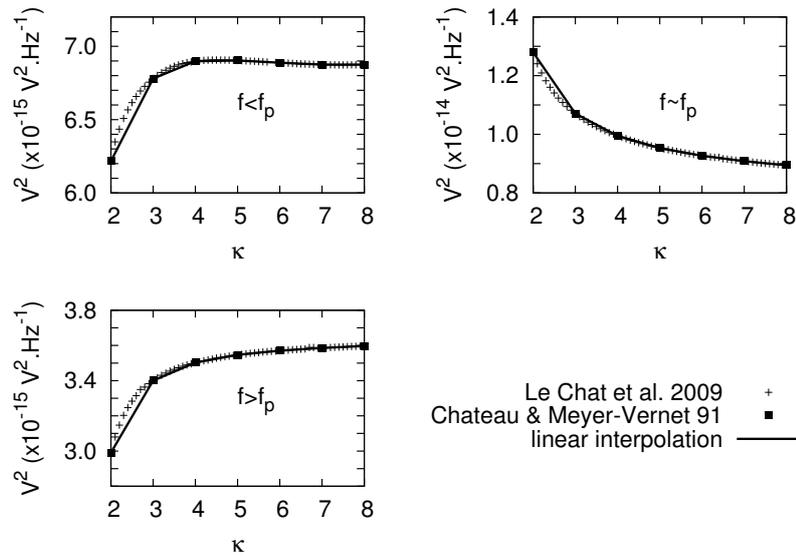 V² (x10⁻¹⁵ V².Hz⁻¹)
7.0
6.5
6.0
f<fₚ
2 3 4 5 6 7 8
κ
V² (x10⁻¹⁴ V².Hz⁻¹)
1.4
1.2
1.0
0.8
f~fₚ
2 3 4 5 6 7 8
κ
V² (x10⁻¹⁵ V².Hz⁻¹)
3.8
3.4
3.0
f>fₚ
2 3 4 5 6 7 8
κ
Le Chat et al. 2009
Chateau & Meyer-Vernet 91
linear interpolation